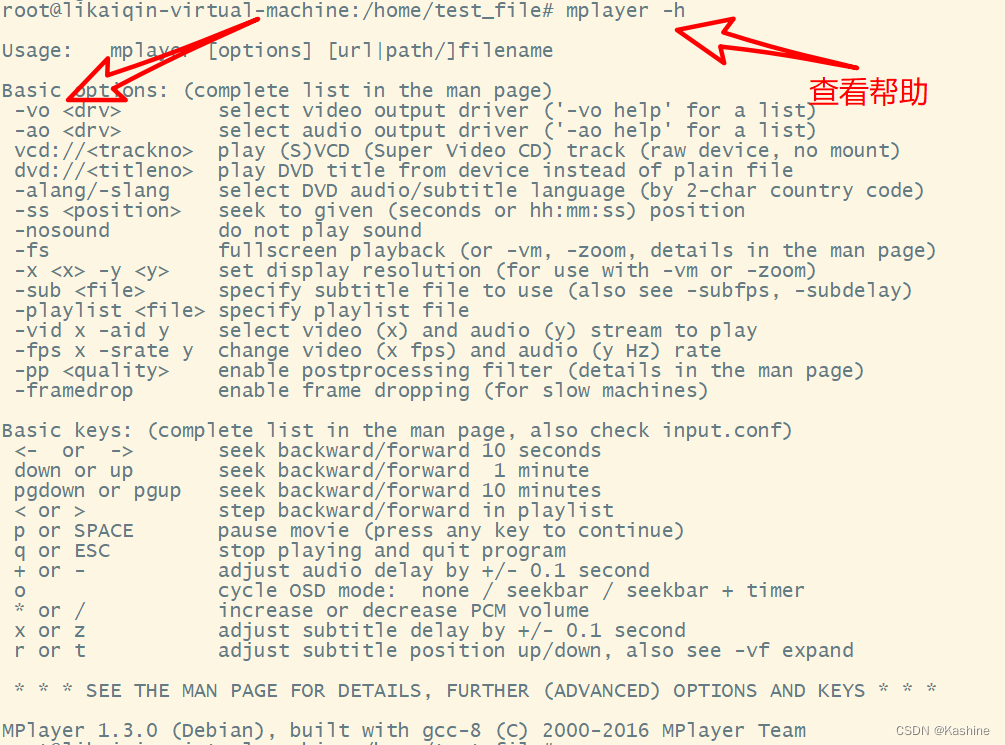 root@likaiqin-virtual-machine:/home/test_file# mplayer -h
Usage:   mplayer [options] [url|path/]filename
查看帮助
Basic options: (complete list in the man page)
 -vo <drv>        select video output driver ('-vo help' for a list)
 -ao <drv>        select audio output driver ('-ao help' for a list)
 vcd://<trackno>  play (S)VCD (Super Video CD) track (raw device, no mount)
 dvd://<titleno>  play DVD title from device instead of plain file
 -alang/-slang    select DVD audio/subtitle language (by 2-char country code)
 -ss <position>   seek to given (seconds or hh:mm:ss) position
 -nosound         do not play sound
 -fs              fullscreen playback (or -vm, -zoom, details in the man page)
 -x <x> -y <y>    set display resolution (for use with -vm or -zoom)
 -sub <file>      specify subtitle file to use (also see -subfps, -subdelay)
 -playlist <file> specify playlist file
 -vid x -aid y    select video (x) and audio (y) stream to play
 -fps x -srate y  change video (x fps) and audio (y Hz) rate
 -pp <quality>    enable postprocessing filter (details in the man page)
 -framedrop       enable frame dropping (for slow machines)
Basic keys: (complete list in the man page, also check input.conf)
 <-  or  ->       seek backward/forward 10 seconds
 down or up       seek backward/forward  1 minute
 pgdown or pgup   seek backward/forward 10 minutes
 < or >           step backward/forward in playlist
 p or SPACE       pause movie (press any key to continue)
 q or ESC         stop playing and quit program
 + or -           adjust audio delay by +/- 0.1 second
 o                cycle OSD mode:  none / seekbar / seekbar + timer
 * or /           increase or decrease PCM volume
 x or z           adjust subtitle delay by +/- 0.1 second
 r or t           adjust subtitle position up/down, also see -vf expand
 * * * SEE THE MAN PAGE FOR DETAILS, FURTHER (ADVANCED) OPTIONS AND KEYS * * *
MPlayer 1.3.0 (Debian), built with gcc-8 (C) 2000-2016 MPlayer Team
CSDN @Kashine
root@likaiqin-virtual-machine:/home/test_file#